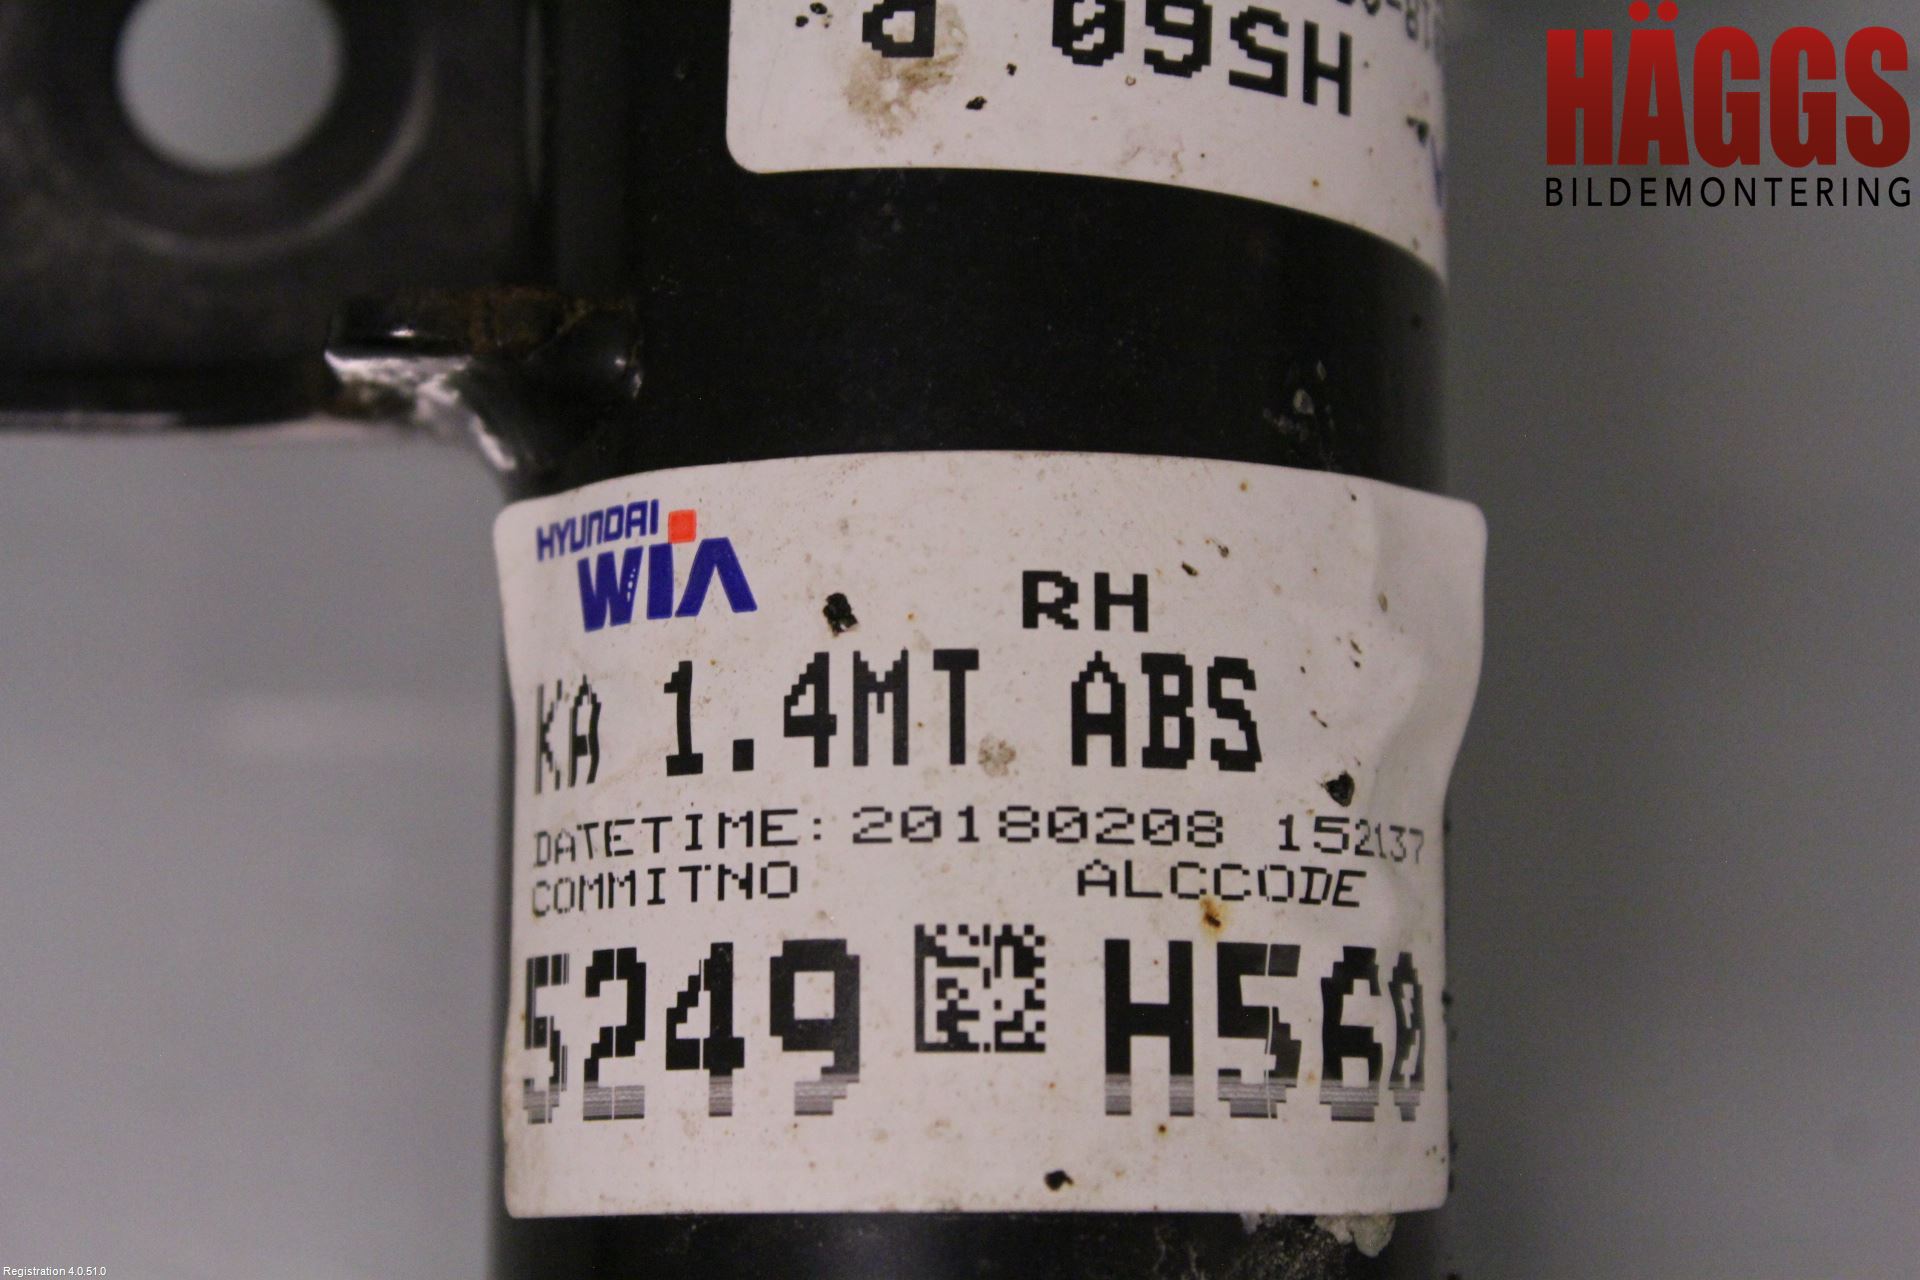 H560 P
HÄGGS
BILDEMONTERING
HYUNDAI
WIA
RH
KA 1.4MT ABS
DATETIME: 20180208 152137
COMMITNO ALCCODE
5249 H560
Registration 4.0.51.0